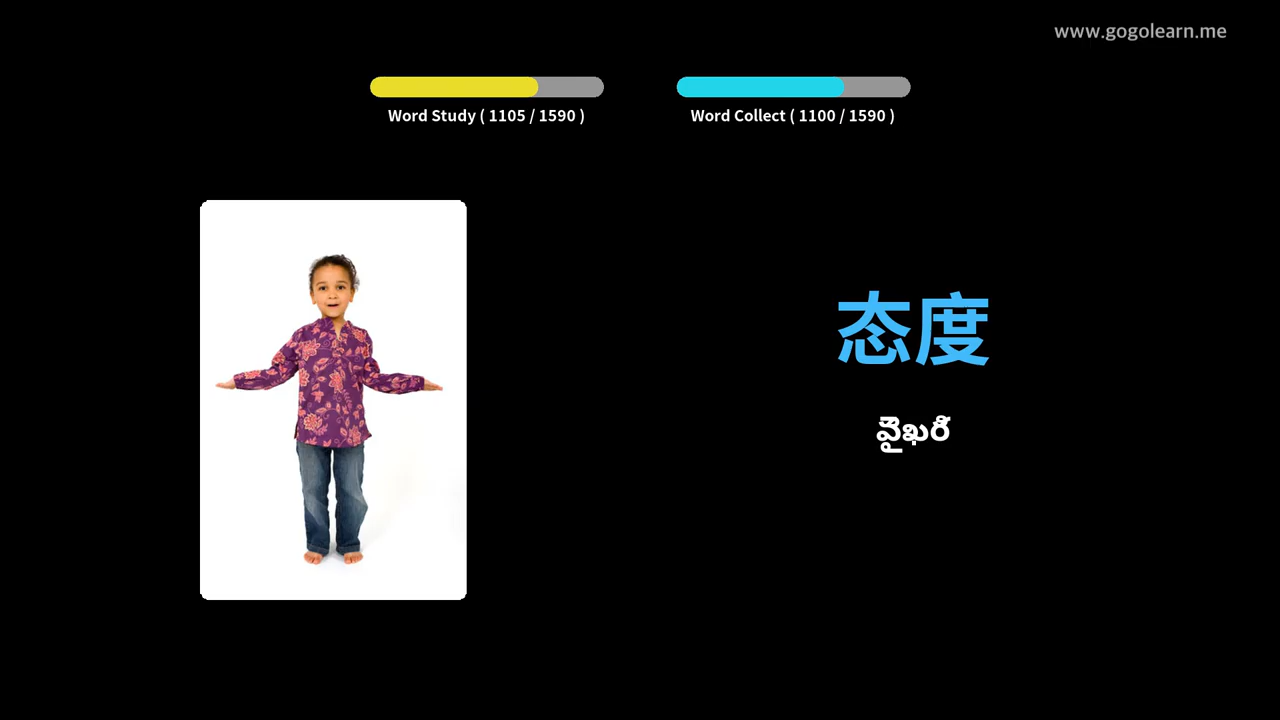 www.gogolearn.me
Word Study ( 1105 / 1590 )
Word Collect ( 1100 / 1590 )
态度
వైఖరి